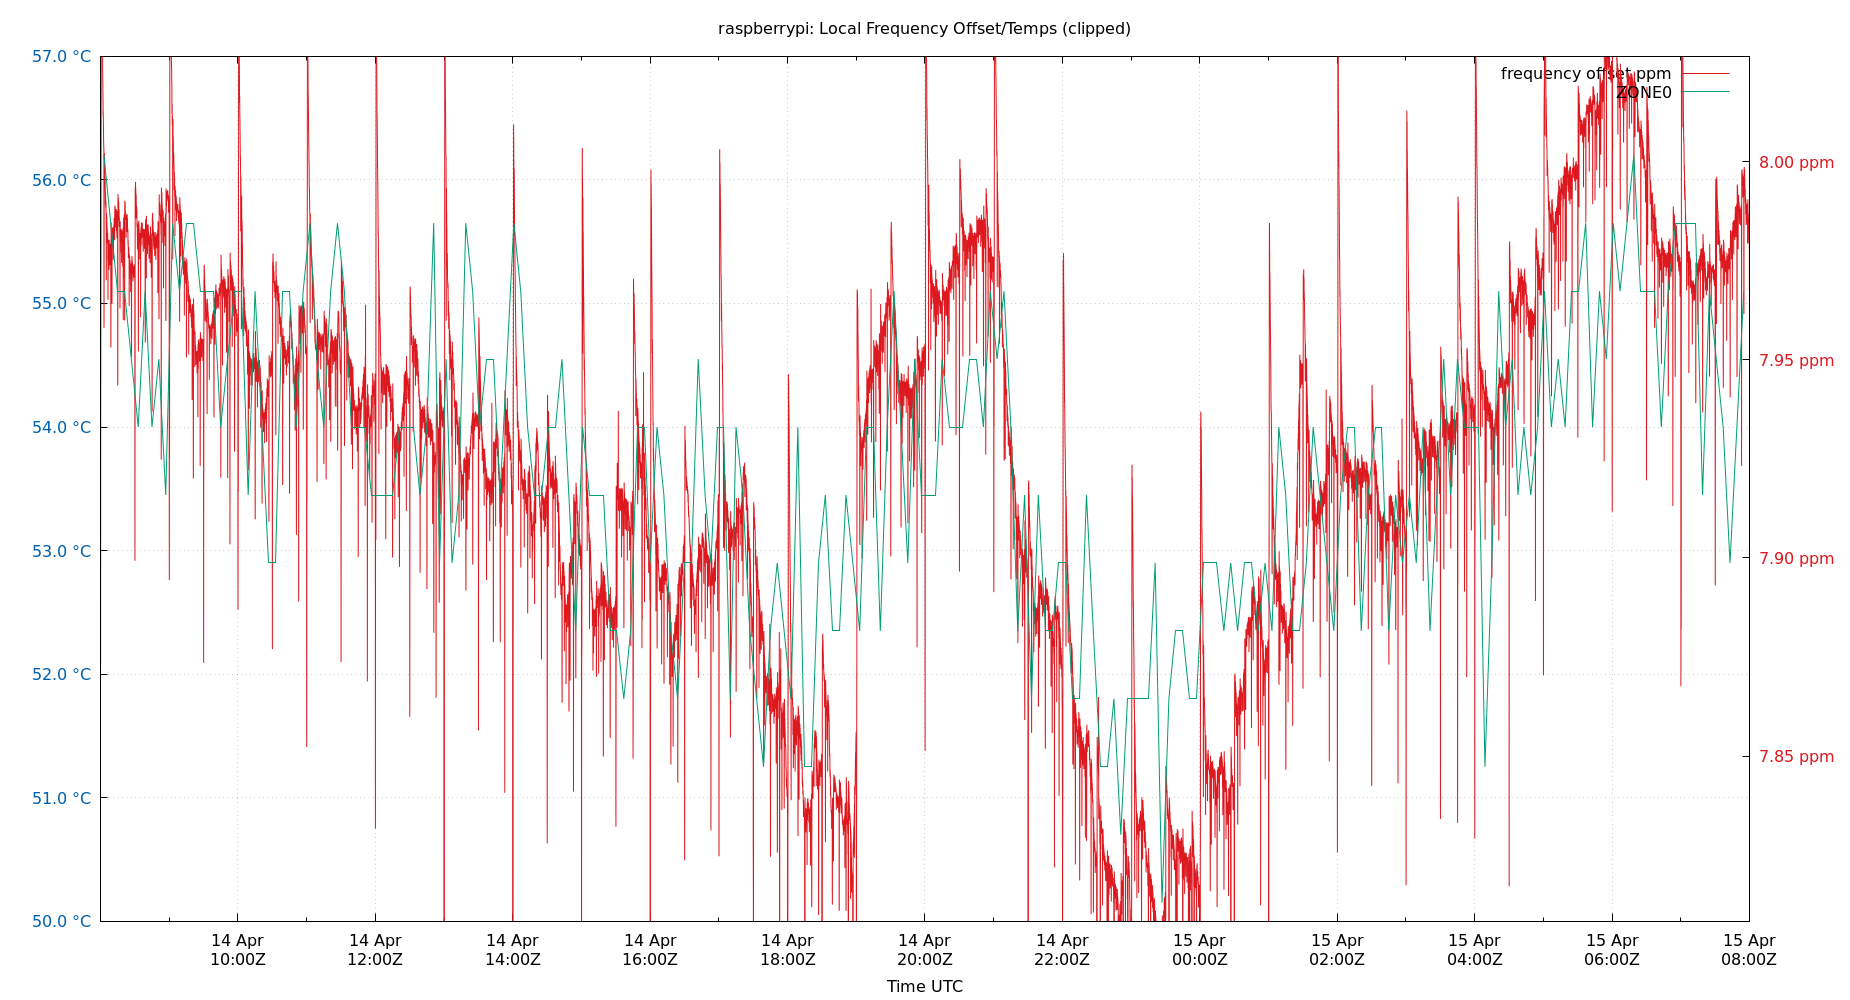 raspberrypi: Local Frequency Offset/Temps (clipped)
57.0 °C
56.0 °C
55.0 °C
54.0 °C
53.0 °C
52.0 °C
51.0 °C
50.0 °C
frequency offset ppm
ZONE0
8.00 ppm
7.95 ppm
7.90 ppm
7.85 ppm
14 Apr
10:00Z
14 Apr
12:00Z
14 Apr
14:00Z
14 Apr
16:00Z
14 Apr
18:00Z
14 Apr
20:00Z
14 Apr
22:00Z
15 Apr
00:00Z
15 Apr
02:00Z
15 Apr
04:00Z
15 Apr
06:00Z
15 Apr
08:00Z
Time UTC